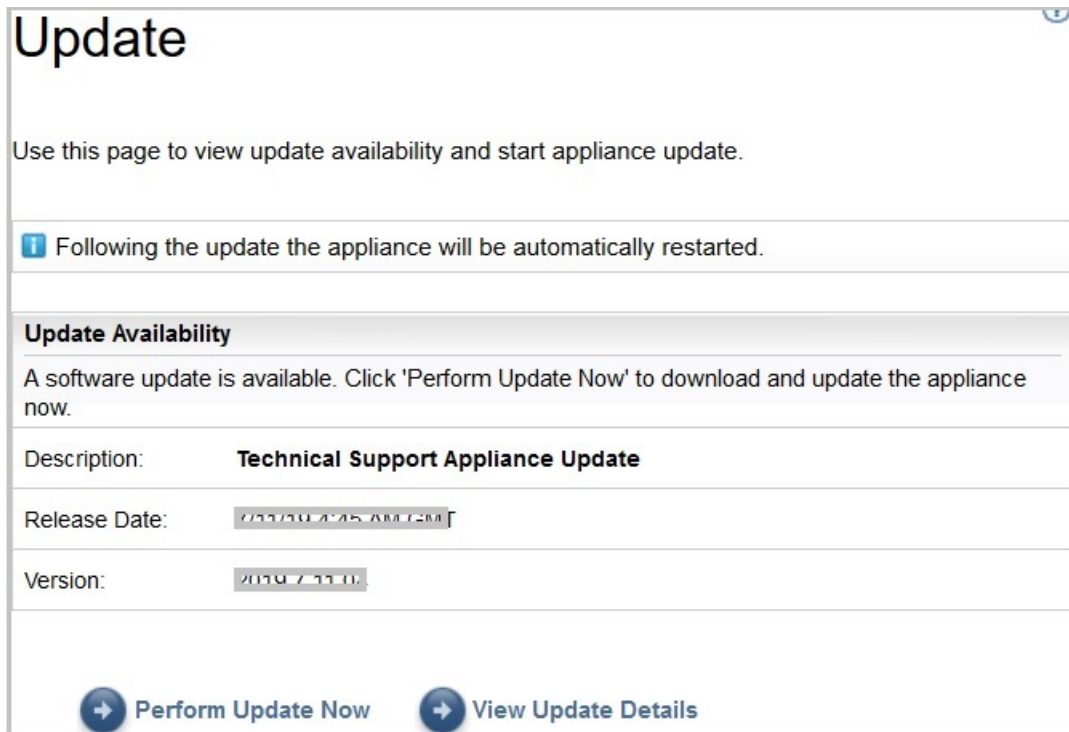 Update
Use this page to view update availability and start appliance update.
Following the update the appliance will be automatically restarted.
Update Availability
A software update is available. Click 'Perform Update Now' to download and update the appliance
now.
Description: Technical Support Appliance Update
Release Date:
Version:
Perform Update Now
View Update Details